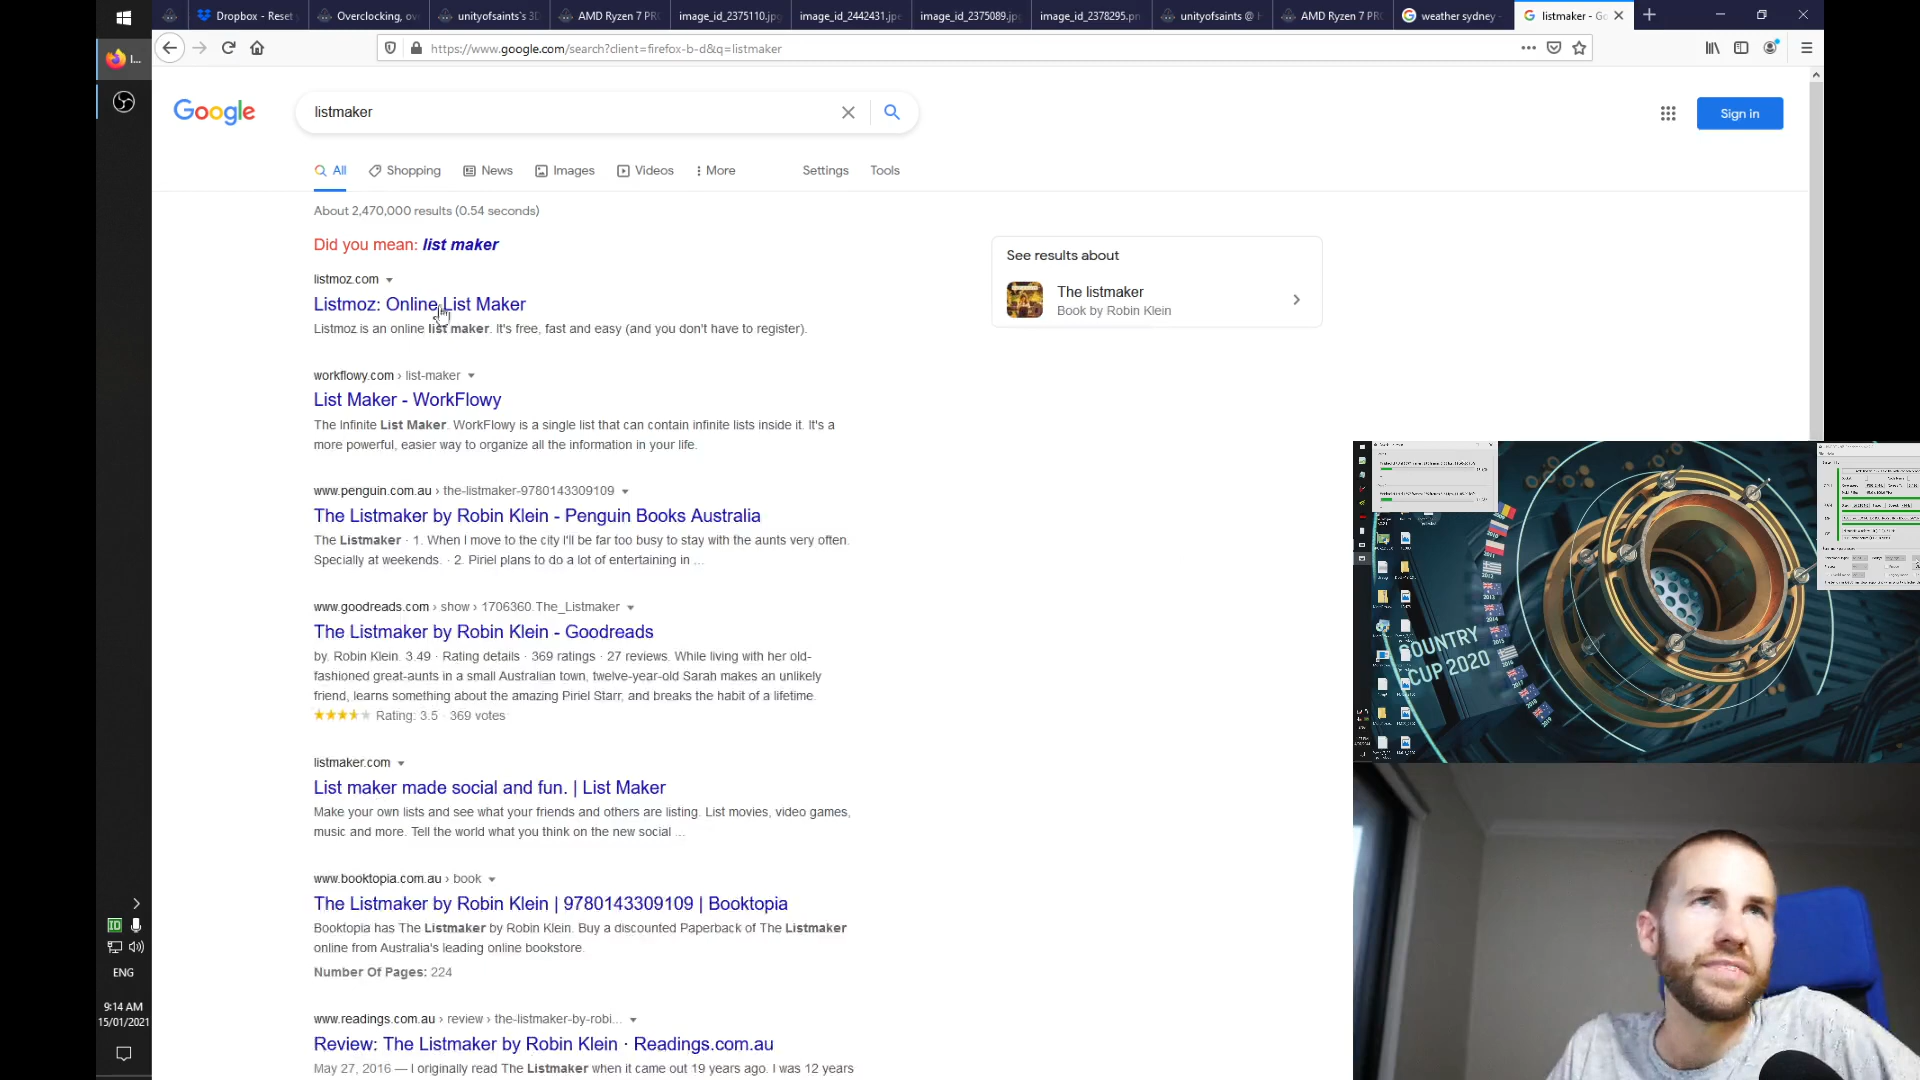 Dropbox - Reset
Overclocking, ov
unityofsaints's 3D
AMD Ryzen 7 PR
image_id_2375110.jp
image_id_2442431.jpe
image_id_2375089.jp
image_id_2378295.pn
unityofsaints @ H
AMD Ryzen 7 PR
weather sydney -
listmaker - Go
https://www.google.com/search?client=firefox-b-d&q=listmaker
Google
listmaker
Sign in
All
Shopping
News
Images
Videos
More
Settings
Tools
About 2,470,000 results (0.54 seconds)
Did you mean: list maker
listmoz.com
Listmoz: Online List Maker
Listmoz is an online list maker. It's free, fast and easy (and you don't have to register).
See results about
The listmaker
Book by Robin Klein
workflowy.com › list-maker
List Maker - WorkFlowy
The Infinite List Maker. WorkFlowy is a single list that can contain infinite lists inside it. It's a
more powerful, easier way to organize all the information in your life.
www.penguin.com.au › the-listmaker-9780143309109
The Listmaker by Robin Klein - Penguin Books Australia
The Listmaker · 1. When I move to the city I'll be far too busy to stay with the aunts very often.
Specially at weekends. · 2. Piriel plans to do a lot of entertaining in ...
www.goodreads.com › show › 1706360.The_Listmaker
The Listmaker by Robin Klein - Goodreads
by. Robin Klein. 3.49 · Rating details · 369 ratings · 27 reviews. While living with her old-
fashioned great-aunts in a small Australian town, twelve-year-old Sarah makes an unlikely
friend, learns something about the amazing Piriel Starr, and breaks the habit of a lifetime.
Rating: 3.5 · 369 votes
listmaker.com
List maker made social and fun. | List Maker
Make your own lists and see what your friends and others are listing. List movies, video games,
music and more. Tell the world what you think on the new social ...
www.booktopia.com.au › book
The Listmaker by Robin Klein | 9780143309109 | Booktopia
Booktopia has The Listmaker by Robin Klein. Buy a discounted Paperback of The Listmaker
online from Australia's leading online bookstore.
Number Of Pages: 224
www.readings.com.au › review › the-listmaker-by-robi...
Review: The Listmaker by Robin Klein · Readings.com.au
May 27, 2016 — I originally read The Listmaker when it came out 19 years ago. I was 12 years
ENG
9:14 AM
15/01/2021
COUNTRY
CUP 2020
2010
2011
2012
2013
2014
2015
2016
2017
2018
2019